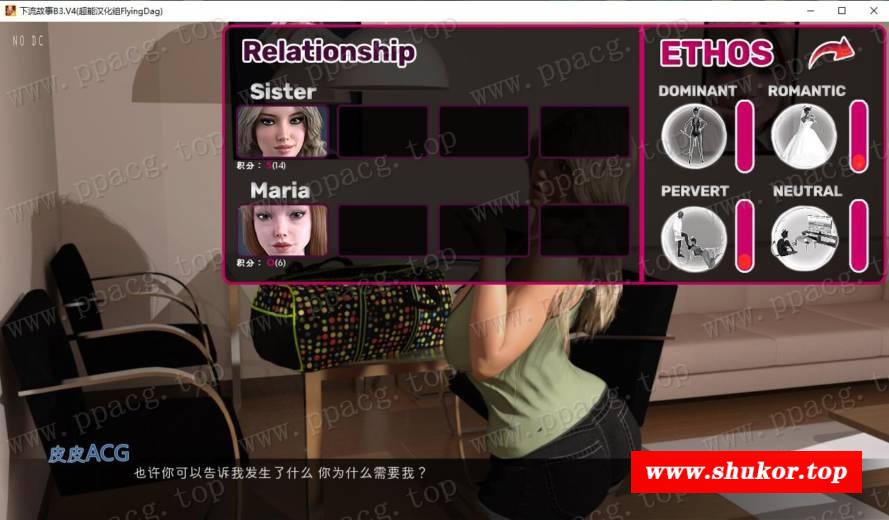 下流故事B3.V4(超能汉化组FlyingDag)
NO DC
Relationship
ETHOS
Sister
DOMINANT
ROMANTIC
积分： 5(14)
Maria
PERVERT
NEUTRAL
积分： 0(6)
皮皮ACG
也许你可以告诉我发生了什么 你为什么需要我？
www.shukor.top
www.ppacg.top